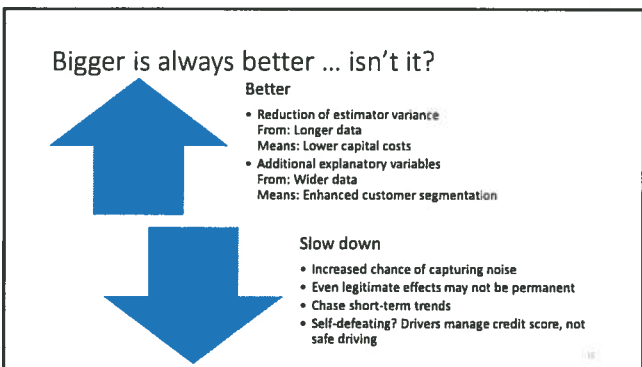 Bigger is always better ... isn't it?
Better
• Reduction of estimator variance
From: Longer data
Means: Lower capital costs
• Additional explanatory variables
From: Wider data
Means: Enhanced customer segmentation
Slow down
• Increased chance of capturing noise
• Even legitimate effects may not be permanent
• Chase short-term trends
• Self-defeating? Drivers manage credit score, not
safe driving